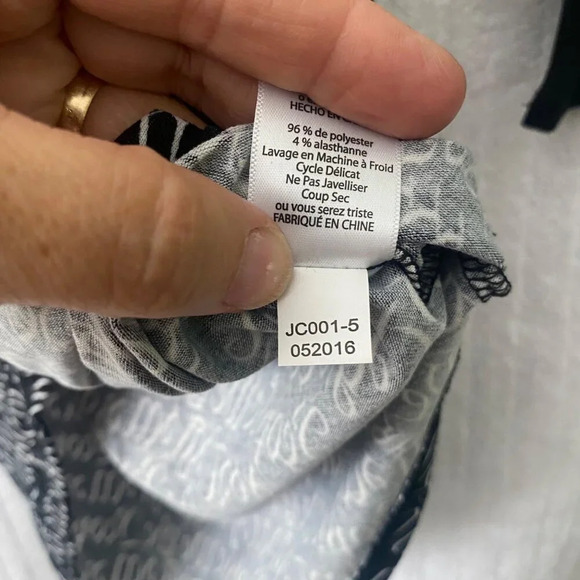 HECHO EN
96 % de polyester
4 % alasthanne
Lavage en Machine à Froid
Cycle Délicat
Ne Pas Javelliser
Coup Sec
ou vous serez triste
FABRIQUÉ EN CHINE
JC001-5
052016